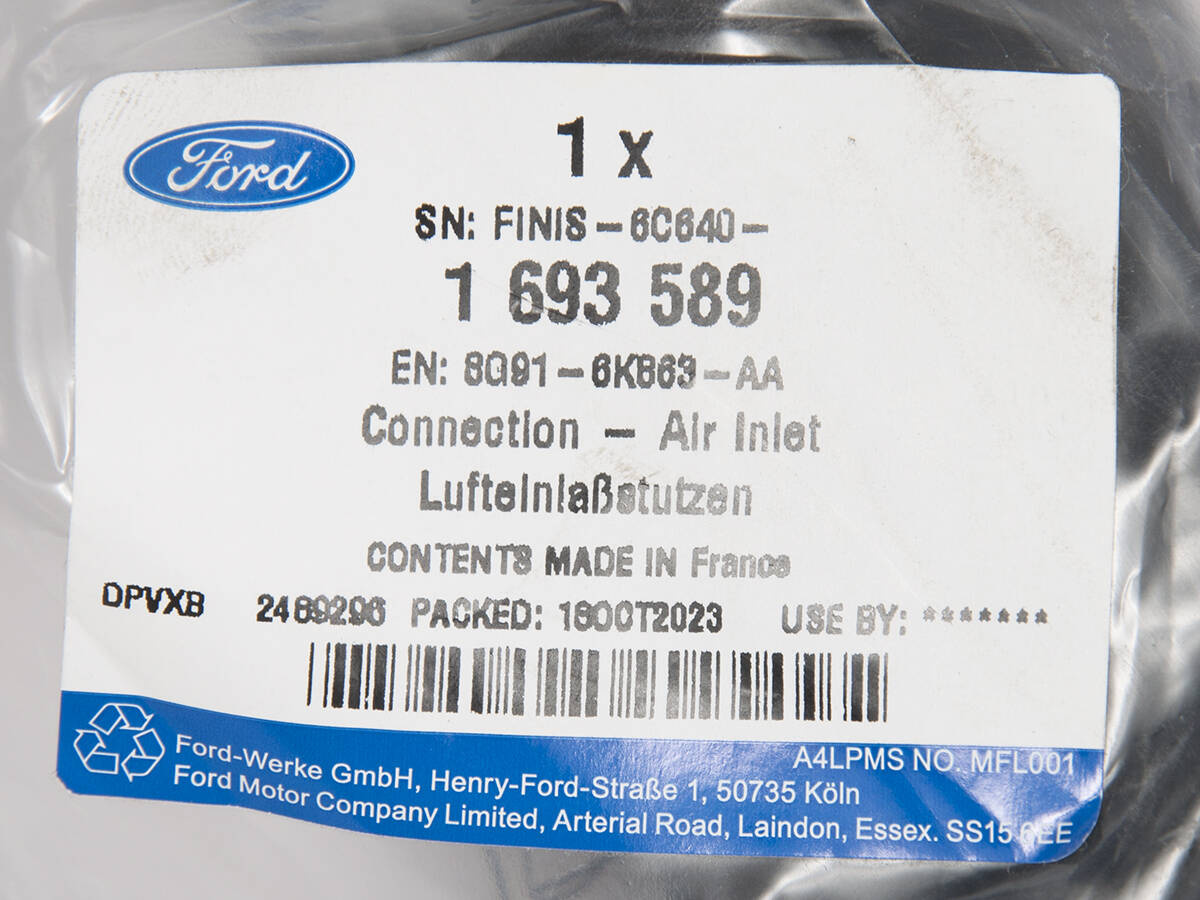 Ford
1 x
SN: FINIS-6C640-
1 693 589
EN: 8G91-6K863-AA
Connection - Air Inlet
Lufteinlaßstutzen
CONTENTS MADE IN France
DPVXB 2469296 PACKED: 16OCT2023 USE BY: *******
A4LPMS NO. MFL001
Ford-Werke GmbH, Henry-Ford-Straße 1, 50735 Köln
Ford Motor Company Limited, Arterial Road, Laindon, Essex. SS15 6EE